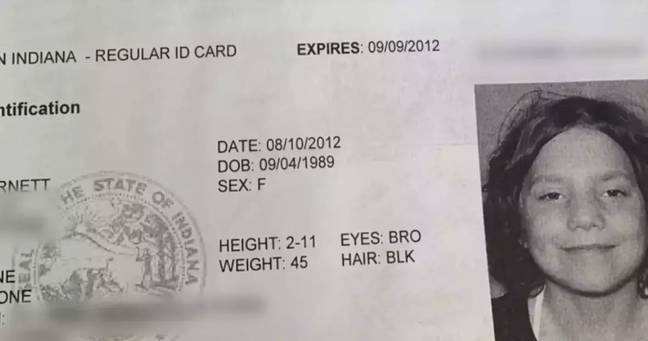 N INDIANA - REGULAR ID CARD EXPIRES: 09/09/2012
ntification
DATE: 08/10/2012
DOB: 09/04/1989
RNETT SEX: F
HE STATE OF INDIANA
SEAL
HEIGHT: 2-11 EYES: BRO
WEIGHT: 45 HAIR: BLK
NE
ONE
: